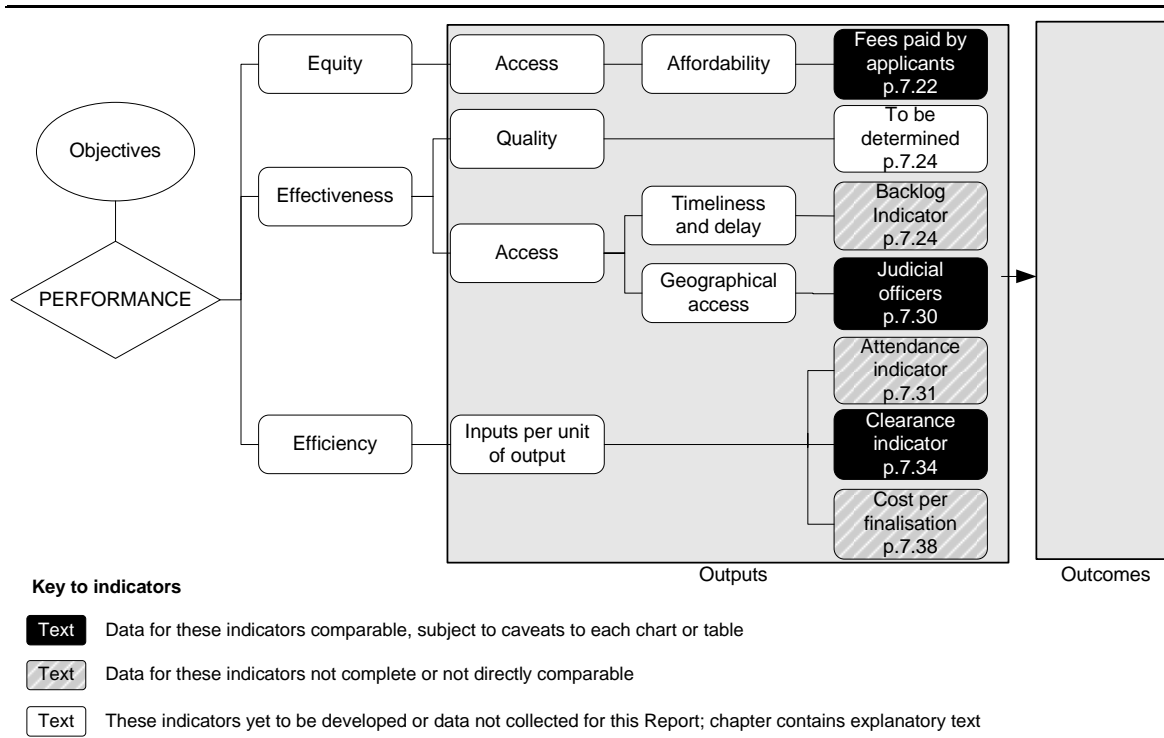 Objectives
PERFORMANCE
Equity
Access
Affordability
Fees paid by
applicants
p.7.22
Effectiveness
Quality
To be
determined
p.7.24
Access
Timeliness
and delay
Backlog
Indicator
p.7.24
Geographical
access
Judicial
officers
p.7.30
Efficiency
Inputs per unit
of output
Attendance
indicator
p.7.31
Clearance
indicator
p.7.34
Cost per
finalisation
p.7.38
Outputs
Outcomes
Key to indicators
Text Data for these indicators comparable, subject to caveats to each chart or table
Text Data for these indicators not complete or not directly comparable
Text These indicators yet to be developed or data not collected for this Report; chapter contains explanatory text